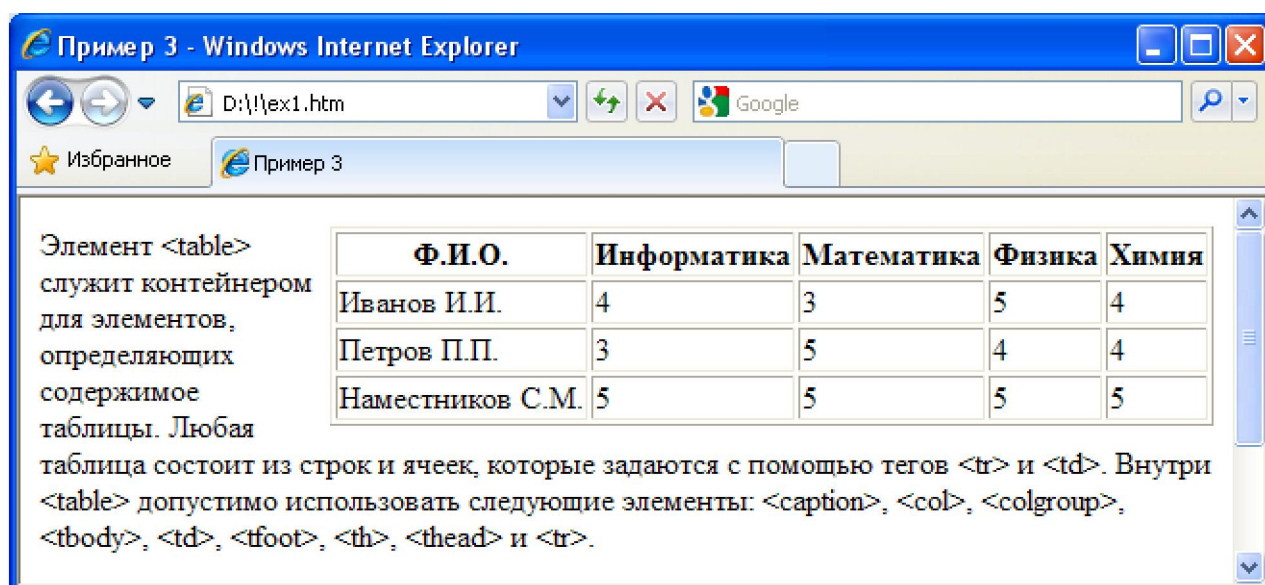 Пример 3 - Windows Internet Explorer
D:\!\ex1.htm
Google
Избранное
Пример 3
Элемент <table>
служит контейнером
для элементов,
определяющих
содержимое
таблицы. Любая
Ф.И.О. Информатика Математика Физика Химия
Иванов И.И. 4 3 5 4
Петров П.П. 3 5 4 4
Наместников С.М. 5 5 5 5
таблица состоит из строк и ячеек, которые задаются с помощью тегов <tr> и <td>. Внутри
<table> допустимо использовать следующие элементы: <caption>, <col>, <colgroup>,
<tbody>, <td>, <tfoot>, <th>, <thead> и <tr>.